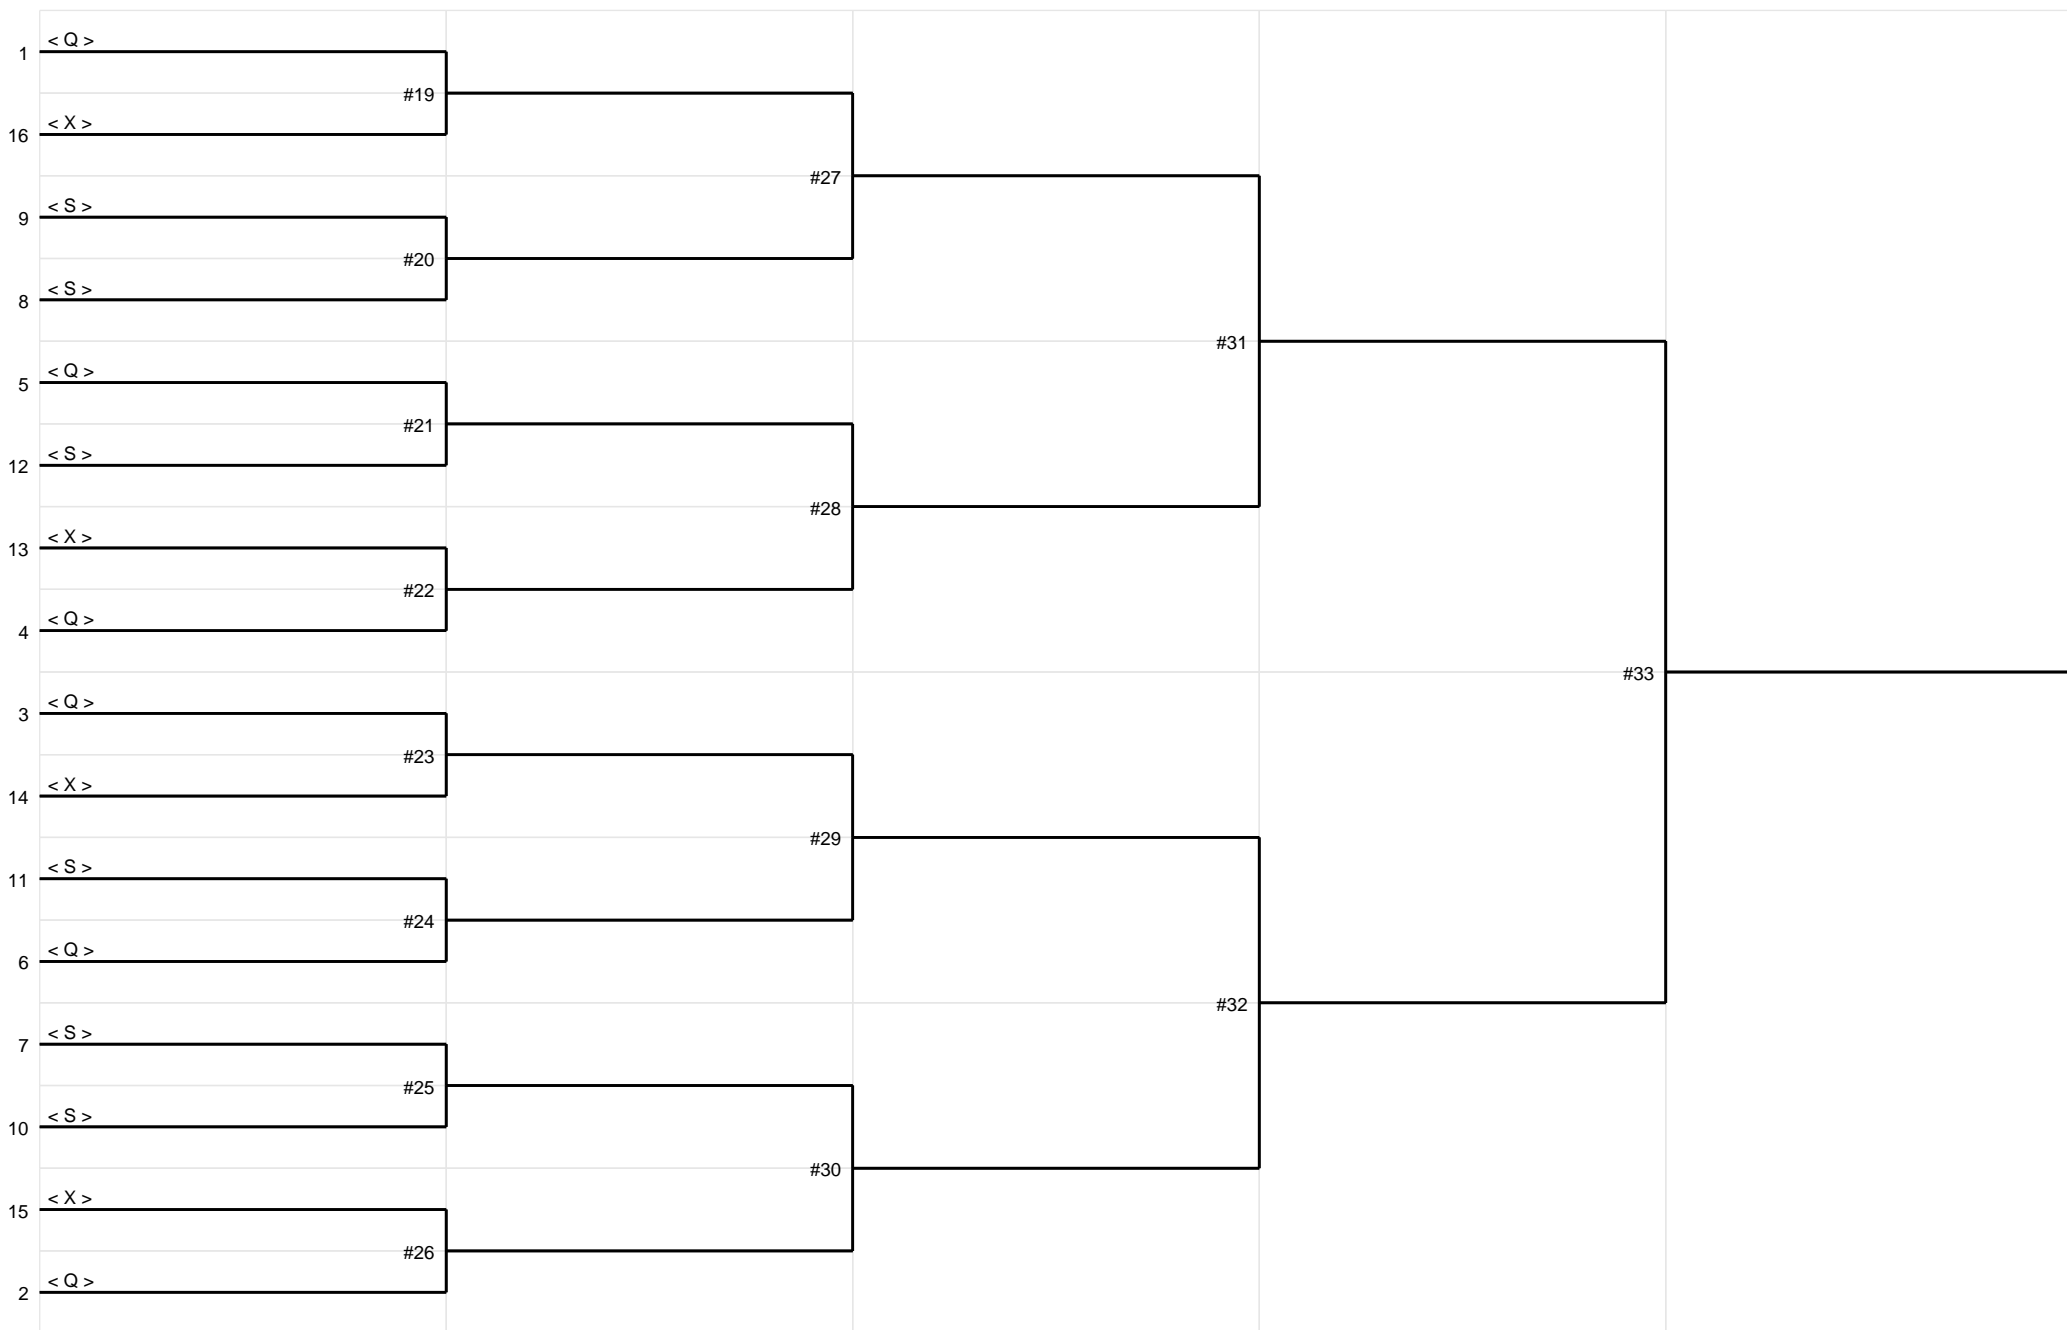 < Q >
1
#19
< X >
16
#27
< S >
9
#20
< S >
8
#31
< Q >
5
#21
< S >
12
#28
< X >
13
#22
< Q >
4
#33
< Q >
3
#23
< X >
14
#29
< S >
11
#24
< Q >
6
#32
< S >
7
#25
< S >
10
#30
< X >
15
#26
< Q >
2